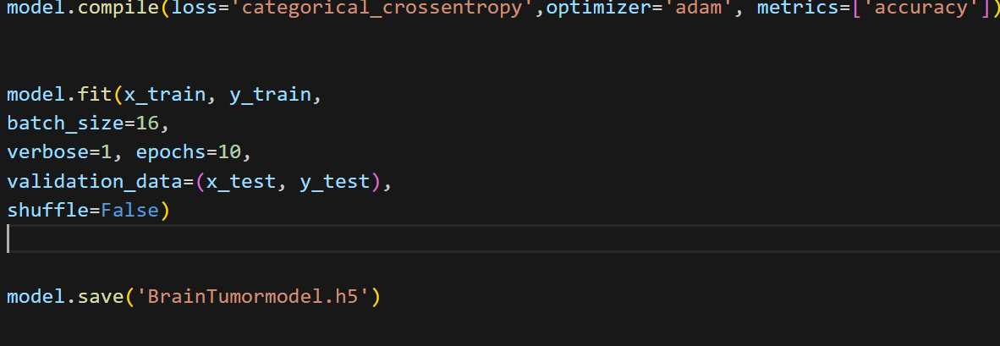 model.compile(loss='categorical_crossentropy',optimizer='adam', metrics=['accuracy'])
model.fit(x_train, y_train,
batch_size=16,
verbose=1, epochs=10,
validation_data=(x_test, y_test),
shuffle=False)
model.save('BrainTumormodel.h5')